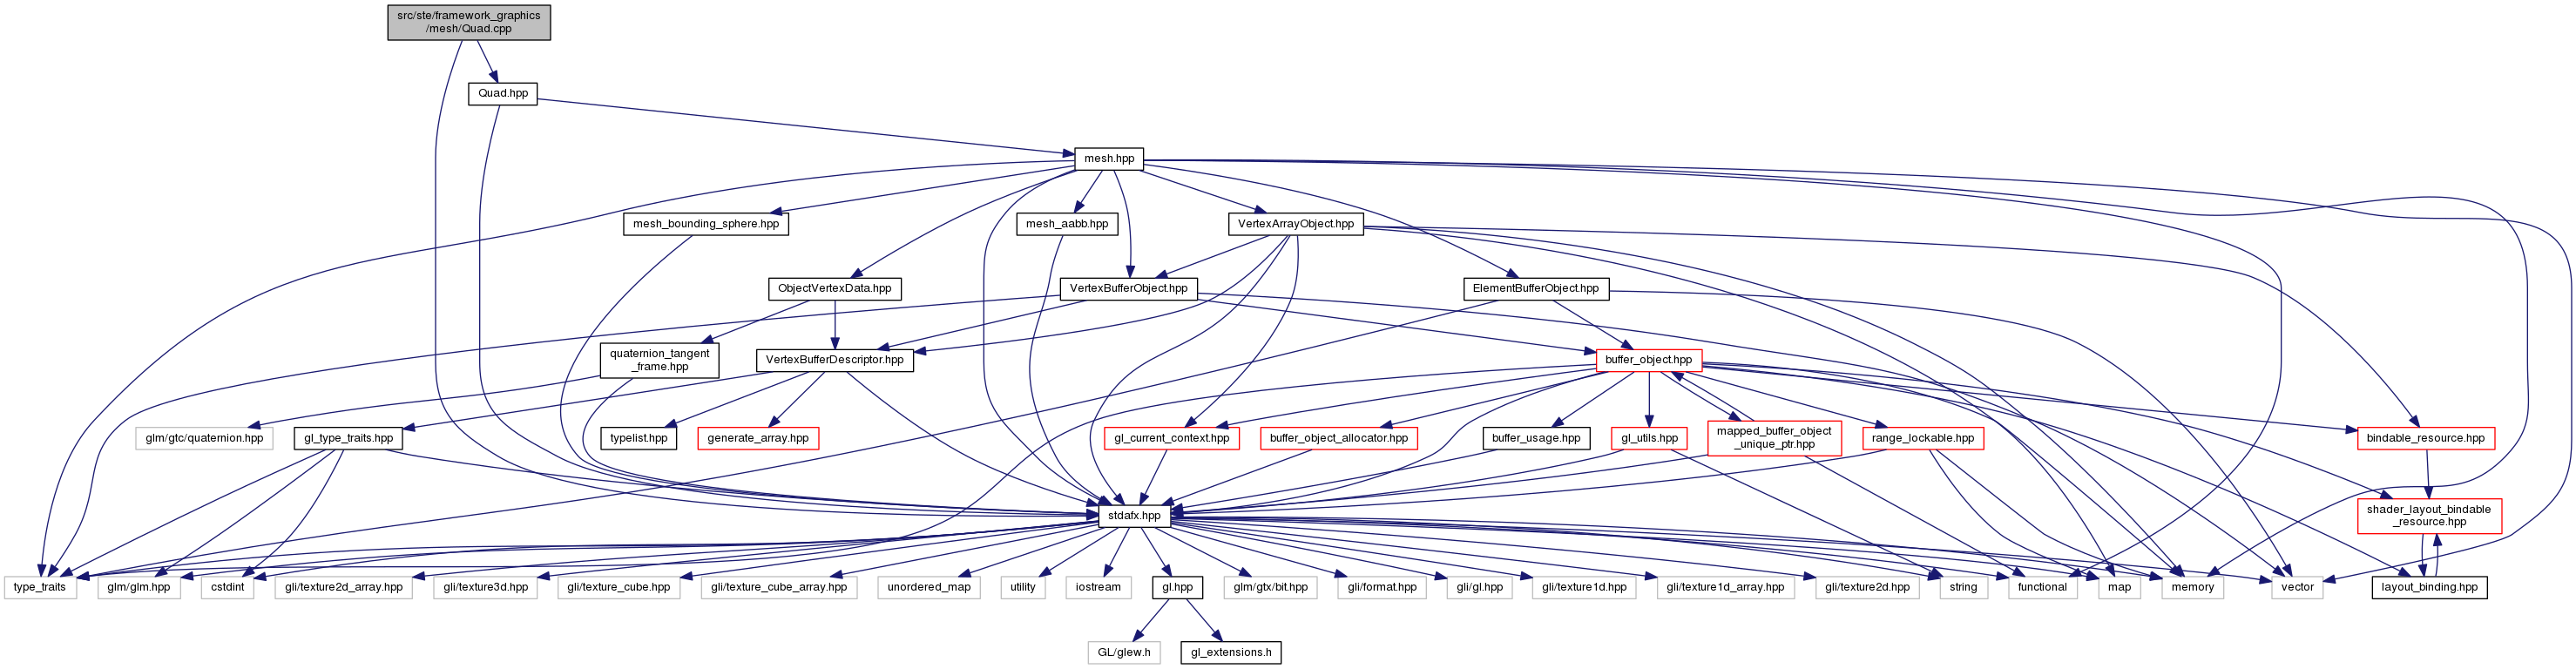 src/ste/framework_graphics
/mesh/Quad.cpp
Quad.hpp
mesh.hpp
mesh_bounding_sphere.hpp
mesh_aabb.hpp
VertexArrayObject.hpp
ObjectVertexData.hpp
VertexBufferObject.hpp
ElementBufferObject.hpp
quaternion_tangent
_frame.hpp
VertexBufferDescriptor.hpp
buffer_object.hpp
glm/gtc/quaternion.hpp
gl_type_traits.hpp
typelist.hpp
generate_array.hpp
gl_current_context.hpp
buffer_object_allocator.hpp
buffer_usage.hpp
gl_utils.hpp
mapped_buffer_object
_unique_ptr.hpp
range_lockable.hpp
bindable_resource.hpp
stdafx.hpp
shader_layout_bindable
_resource.hpp
type_traits
glm/glm.hpp
cstdint
gli/texture2d_array.hpp
gli/texture3d.hpp
gli/texture_cube.hpp
gli/texture_cube_array.hpp
unordered_map
utility
iostream
gl.hpp
glm/gtx/bit.hpp
gli/format.hpp
gli/gl.hpp
gli/texture1d.hpp
gli/texture1d_array.hpp
gli/texture2d.hpp
string
functional
map
memory
vector
layout_binding.hpp
GL/glew.h
gl_extensions.h